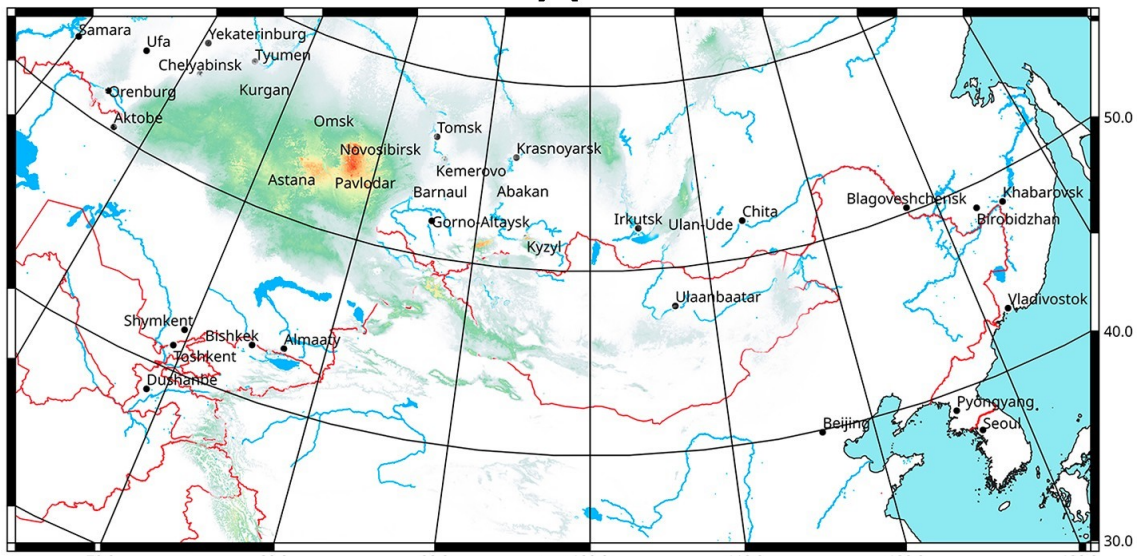 Samara
Yekaterinburg
Ufa
Tyumen
Chelyabinsk
Orenburg
Kurgan
Aktobe
50.0
Omsk
Tomsk
Novosibirsk
Krasnoyarsk
Kemerovo
Astana
Pavlodar
Barnaul
Abakan
Blagoveshchensk
Khabarovsk
Gorno-Altaysk
Irkutsk
Ulan-Ude
Chita
Birobidzhan
Kyzyl
Ulaanbaatar
Vladivostok
Shymkent
Bishkek
Almaaty
40.0
Toshkent
Dushanbe
Pyongyang
Beijing
Seoul
30.0